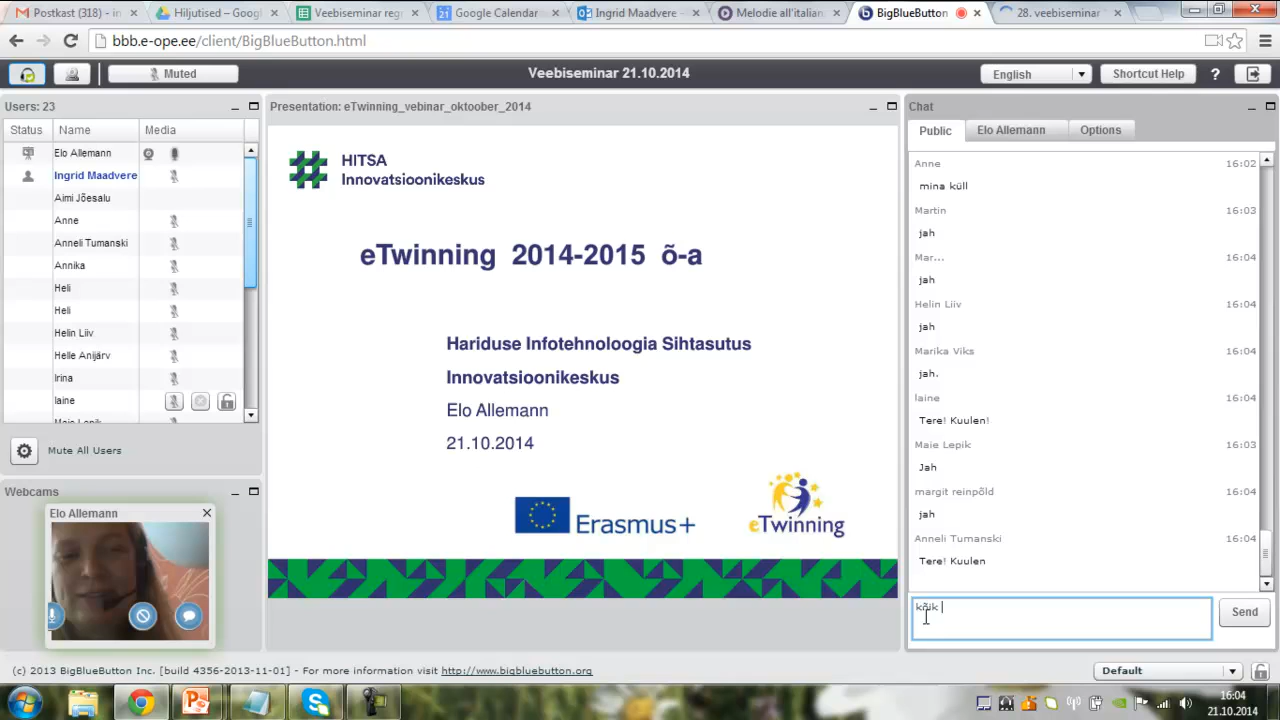 Postkast (318) - in
Hiljutised – Googl
Veebiseminar reg
Google Calendar
Ingrid Maadvere –
Melodie all'italian
BigBlueButton
28. veebiseminar
bbb.e-ope.ee/client/BigBlueButton.html
Muted
Veebiseminar 21.10.2014
English
Shortcut Help
?
Users: 23
Status Name Media
Elo Allemann
Ingrid Maadvere
Aimi Jõesalu
Anne
Anneli Tumanski
Annika
Heli
Heli
Helin Liiv
Helle Anijärv
Irina
laine
Maie Lepik
Mute All Users
Webcams
Elo Allemann
Presentation: eTwinning_vebinar_oktoober_2014
HITSA
Innovatsioonikeskus
eTwinning 2014-2015 õ-a
Hariduse Infotehnoloogia Sihtasutus
Innovatsioonikeskus
Elo Allemann
21.10.2014
Erasmus+
eTwinning
Chat
Public
Elo Allemann
Options
Anne 16:02
mina küll
Martin 16:03
jah
Mar... 16:04
jah
Helin Liiv 16:04
jah
Marika Viks 16:04
jah.
laine 16:04
Tere! Kuulen!
Maie Lepik 16:03
Jah
margit reinpõld 16:04
jah
Anneli Tumanski 16:04
Tere! Kuulen
kõik
Send
(c) 2013 BigBlueButton Inc. [build 4356-2013-11-01] - For more information visit http://www.bigbluebutton.org
Default
16:04
21.10.2014